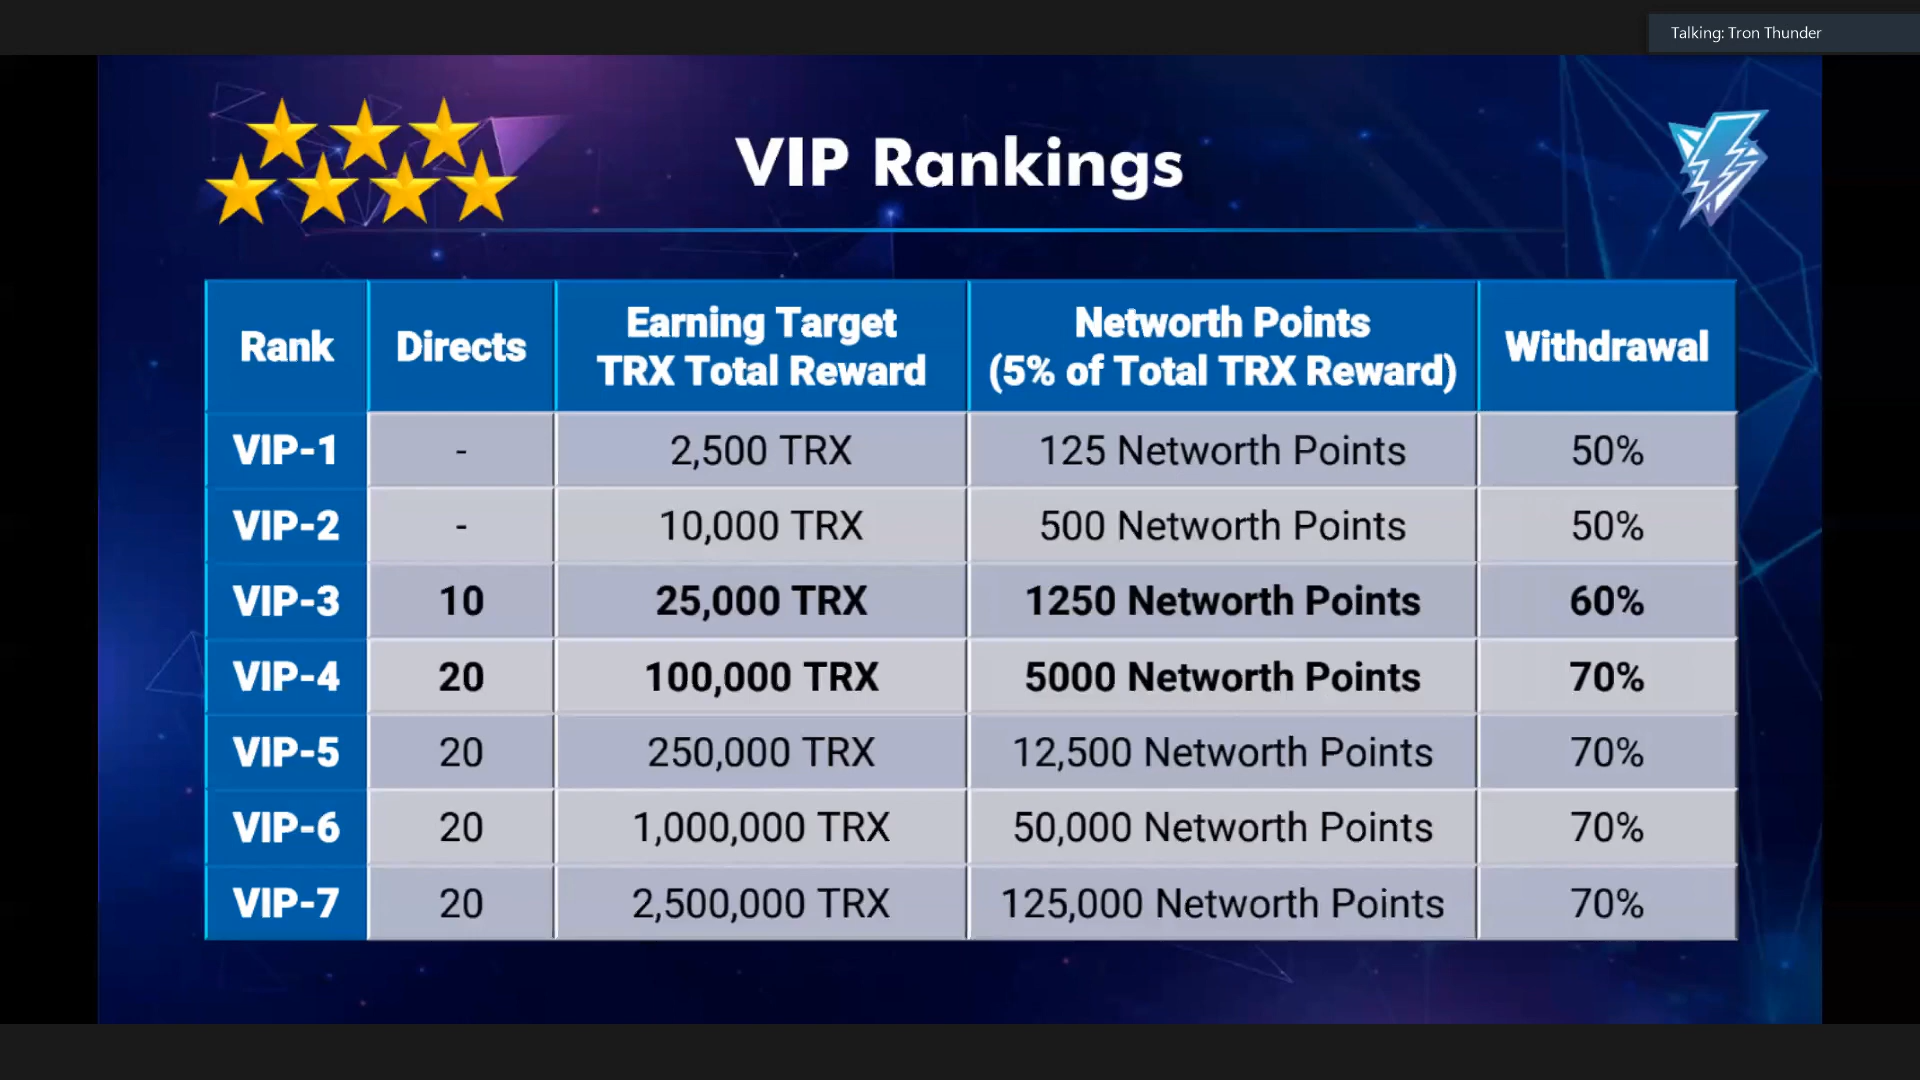 Talking: Tron Thunder
VIP Rankings
Rank Directs Earning Target TRX Total Reward Networth Points (5% of Total TRX Reward) Withdrawal
VIP-1 - 2,500 TRX 125 Networth Points 50%
VIP-2 - 10,000 TRX 500 Networth Points 50%
VIP-3 10 25,000 TRX 1250 Networth Points 60%
VIP-4 20 100,000 TRX 5000 Networth Points 70%
VIP-5 20 250,000 TRX 12,500 Networth Points 70%
VIP-6 20 1,000,000 TRX 50,000 Networth Points 70%
VIP-7 20 2,500,000 TRX 125,000 Networth Points 70%